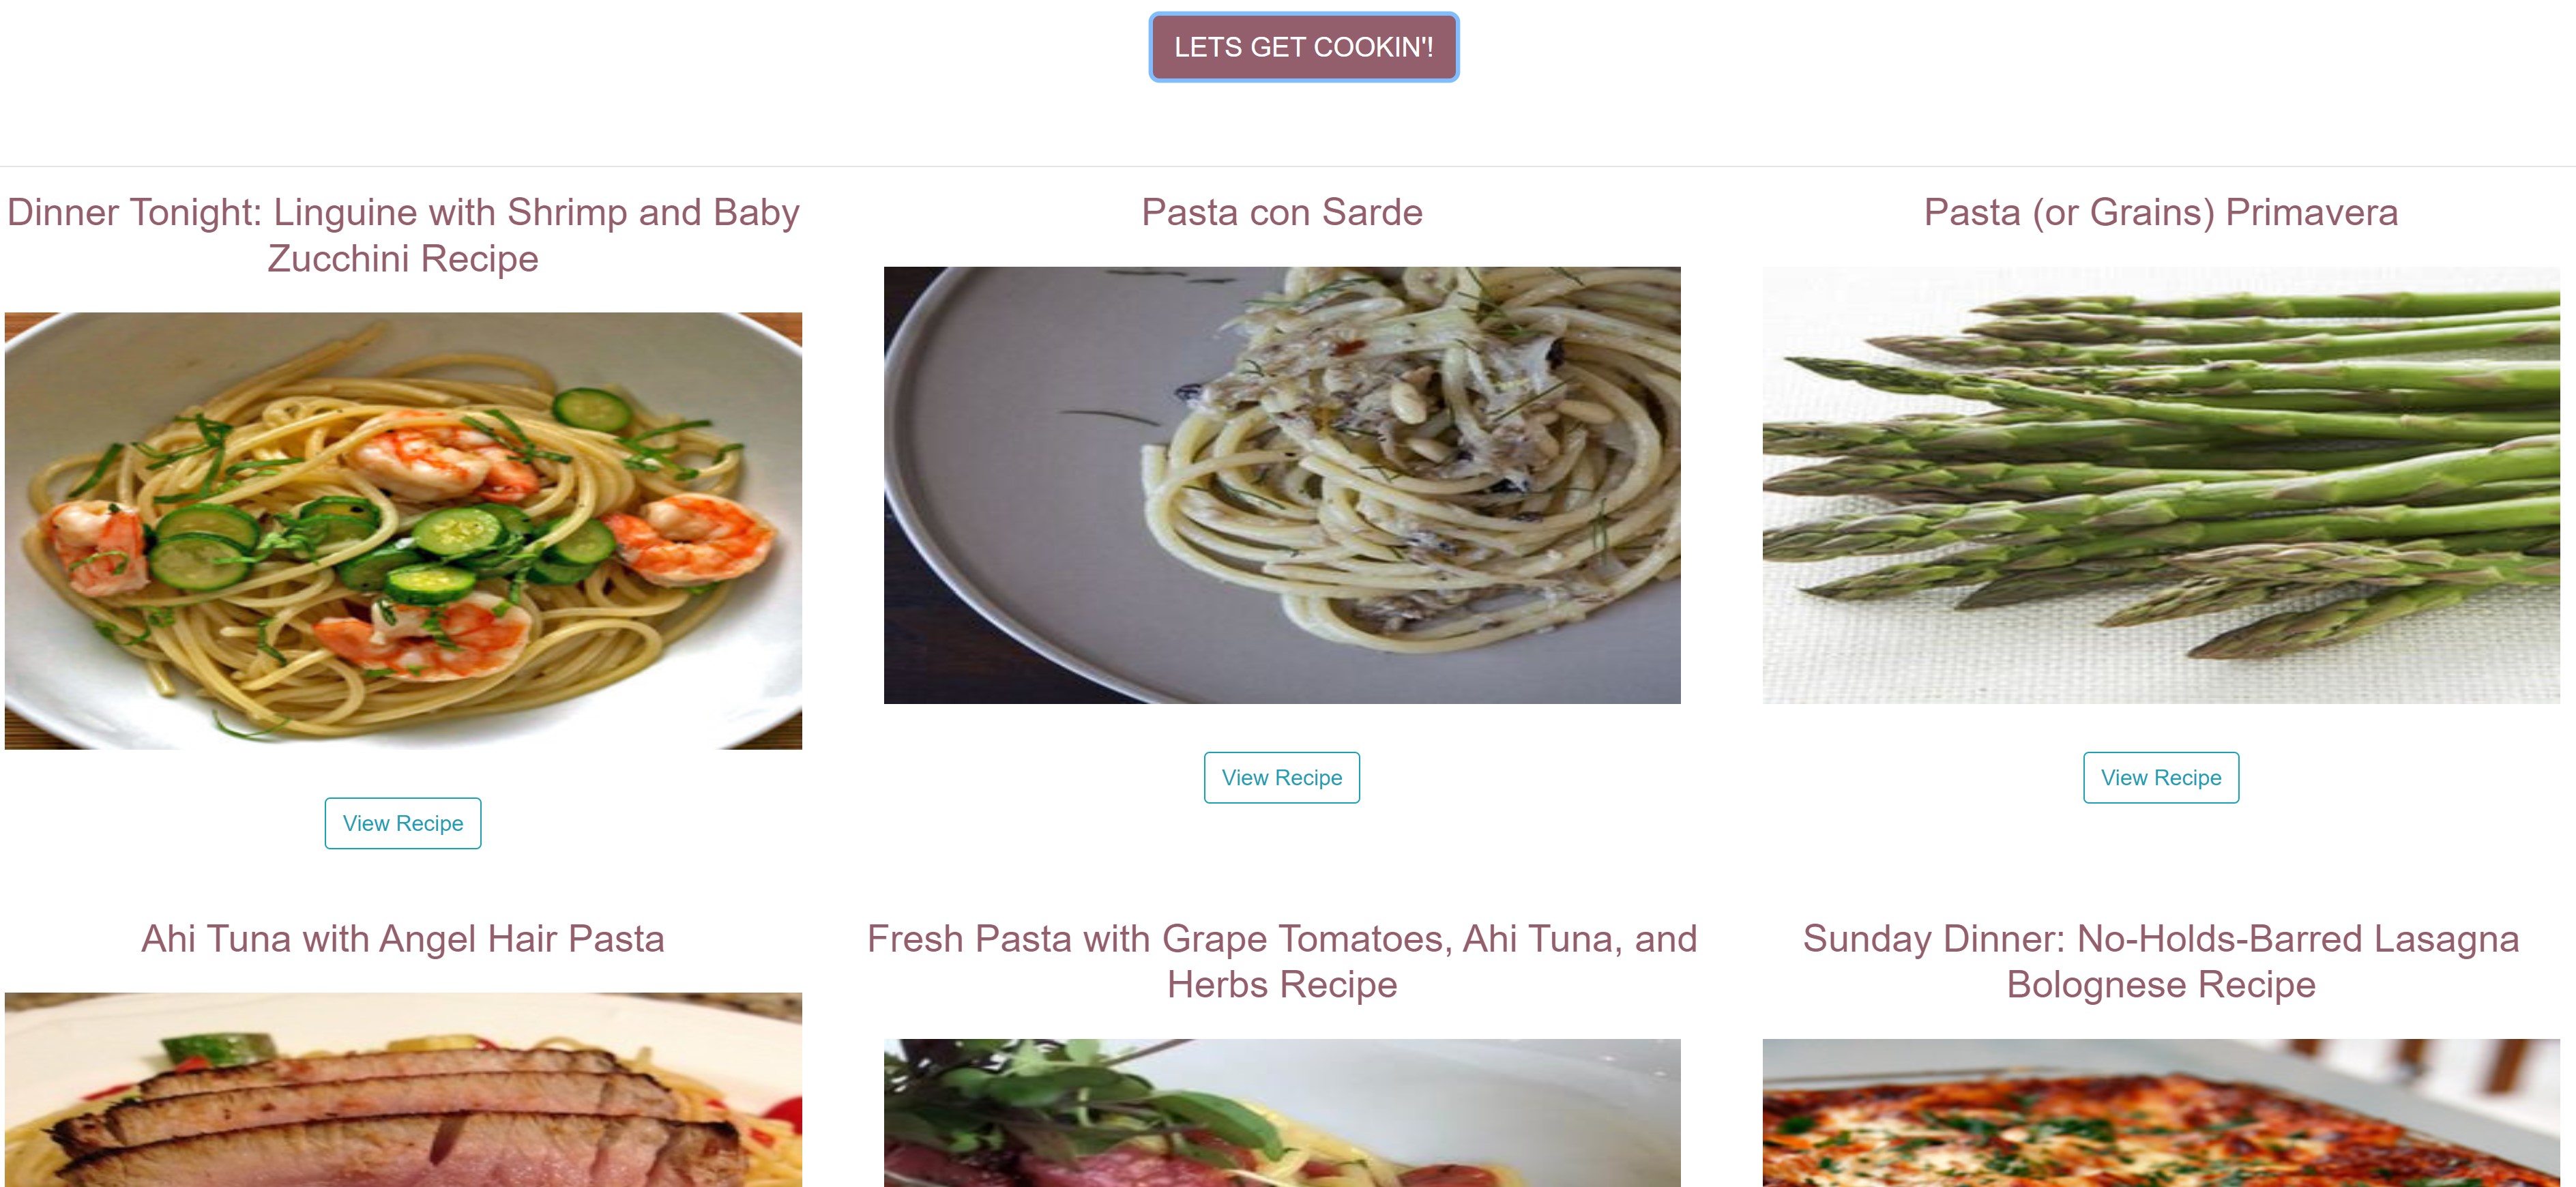 LETS GET COOKIN'!
Dinner Tonight: Linguine with Shrimp and Baby
Zucchini Recipe
Pasta con Sarde
Pasta (or Grains) Primavera
View Recipe
View Recipe
View Recipe
Ahi Tuna with Angel Hair Pasta
Fresh Pasta with Grape Tomatoes, Ahi Tuna, and
Herbs Recipe
Sunday Dinner: No-Holds-Barred Lasagna
Bolognese Recipe